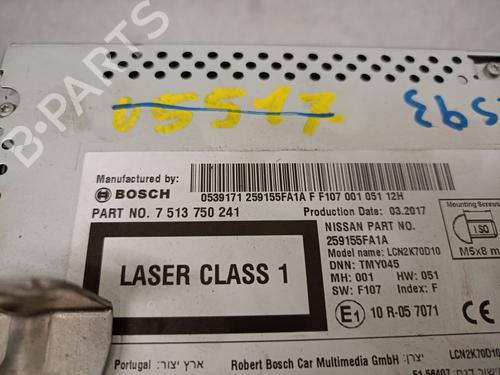 05517
593
Manufactured by:
BOSCH
0539171 259155FA1A F F107 001 051 12H
PART NO. 7 513 750 241
Production Date: 03.2017
Mounting Screws
NISSAN PART NO.
259155FA1A
ISO
Model name: LCN2K70D10
DNN: TMY045
M5x8 m
MH: 001 HW: 051
SW: F107 Index: F
LASER CLASS 1
E1 10 R-05 7071
CE
Portugal ארץ יצור:
Robert Bosch Car Multimedia GmbH יצרן:
LCN2K70D10
51 56407